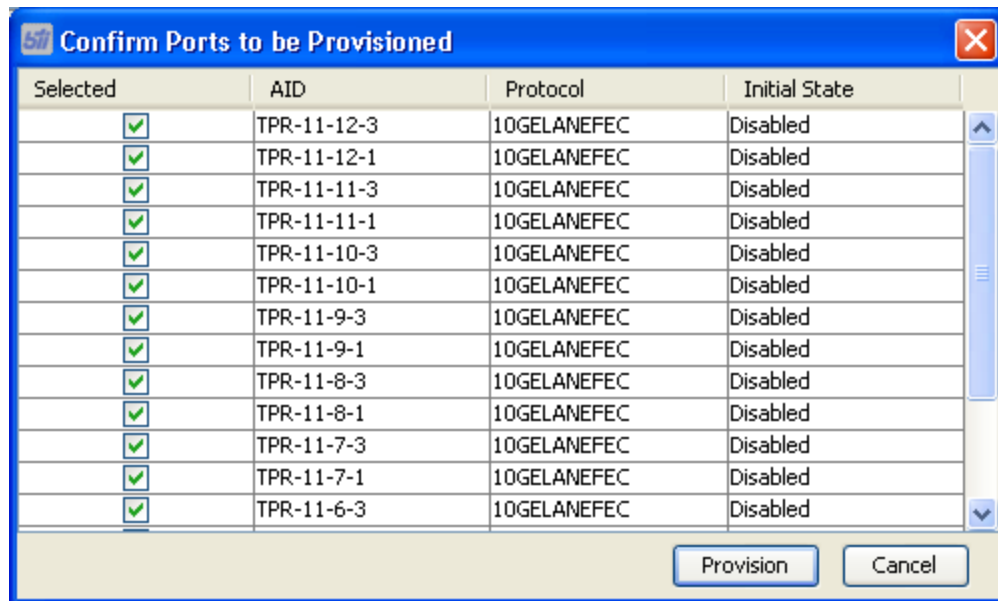 bti Confirm Ports to be Provisioned
Selected AID Protocol Initial State
TPR-11-12-3 10GELANEFEC Disabled
TPR-11-12-1 10GELANEFEC Disabled
TPR-11-11-3 10GELANEFEC Disabled
TPR-11-11-1 10GELANEFEC Disabled
TPR-11-10-3 10GELANEFEC Disabled
TPR-11-10-1 10GELANEFEC Disabled
TPR-11-9-3 10GELANEFEC Disabled
TPR-11-9-1 10GELANEFEC Disabled
TPR-11-8-3 10GELANEFEC Disabled
TPR-11-8-1 10GELANEFEC Disabled
TPR-11-7-3 10GELANEFEC Disabled
TPR-11-7-1 10GELANEFEC Disabled
TPR-11-6-3 10GELANEFEC Disabled
Provision Cancel